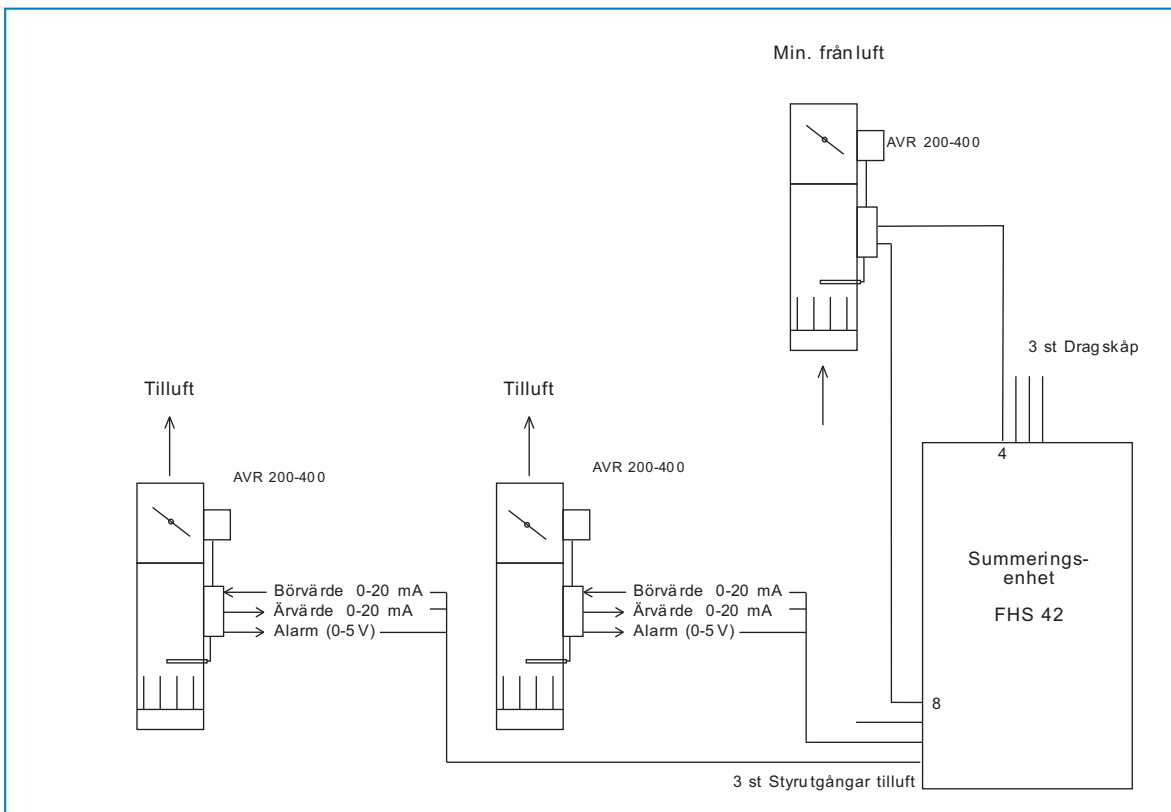 Min. frånluft
AVR 200-400
3 st Dragskåp
Tilluft
Tilluft
AVR 200-400
AVR 200-400
4
Summerings-
enhet
FHS 42
Börvärde 0-20 mA
Ärvärde 0-20 mA
Alarm (0-5 V)
Börvärde 0-20 mA
Ärvärde 0-20 mA
Alarm (0-5 V)
8
3 st Styrutgångar tilluft